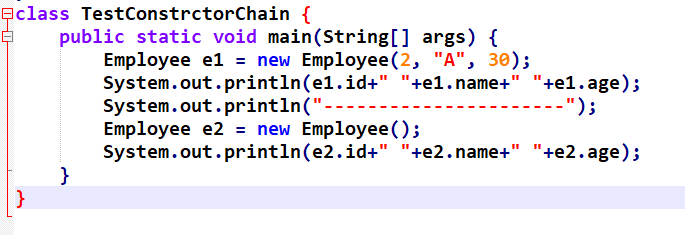 class TestConstrctorChain {
    public static void main(String[] args) {
        Employee e1 = new Employee(2, "A", 30);
        System.out.println(e1.id+" "+e1.name+" "+e1.age);
        System.out.println("----------------------");
        Employee e2 = new Employee();
        System.out.println(e2.id+" "+e2.name+" "+e2.age);
    }
}